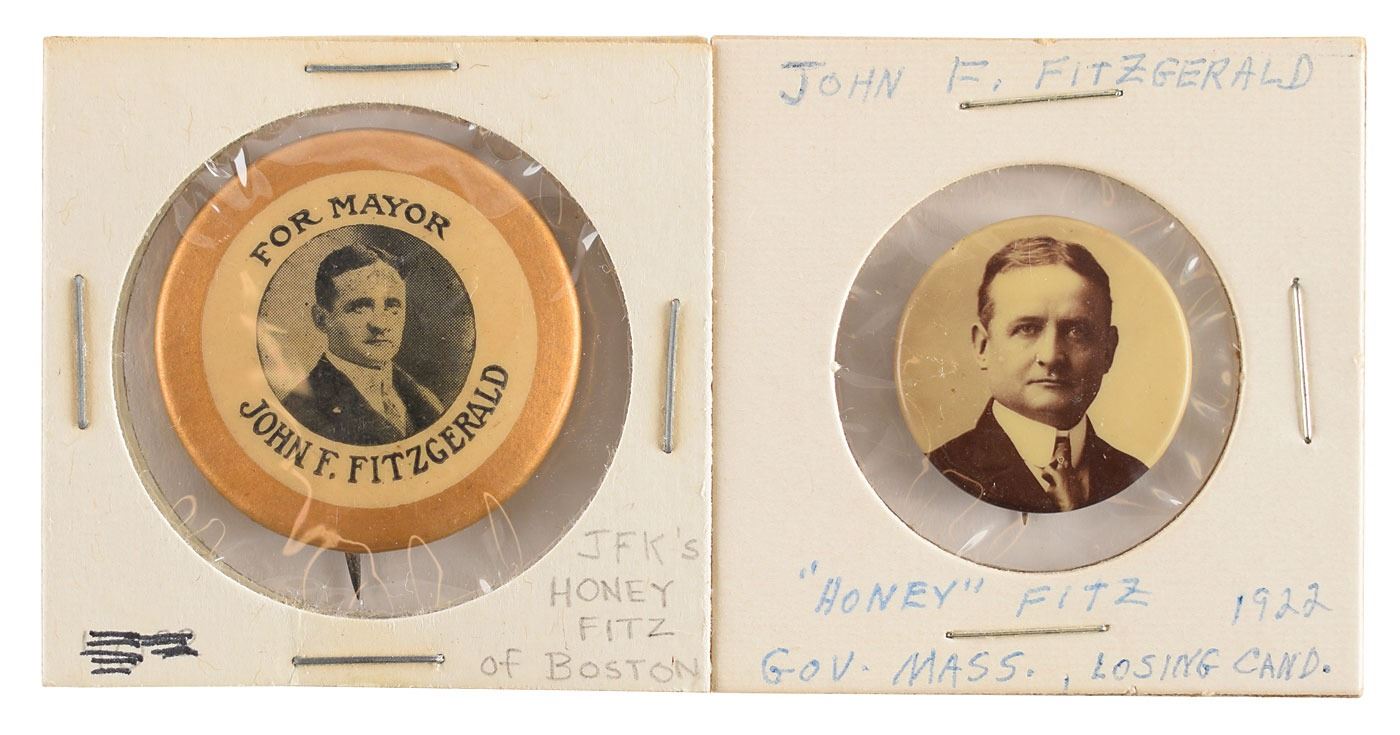 FOR MAYOR
JOHN F. FITZGERALD
JFK's
HONEY
FITZ
of BOSTON
JOHN F. FITZGERALD
"HONEY" FITZ 1922
GOV. MASS., LOSING CAND.